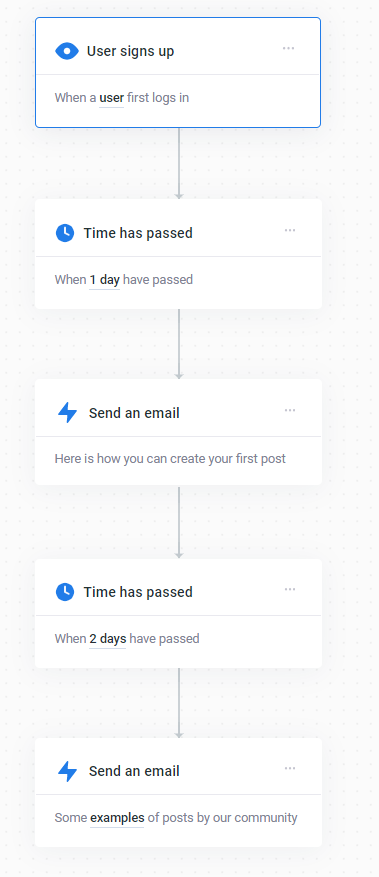 User signs up
When a user first logs in
Time has passed
When 1 day have passed
Send an email
Here is how you can create your first post
Time has passed
When 2 days have passed
Send an email
Some examples of posts by our community